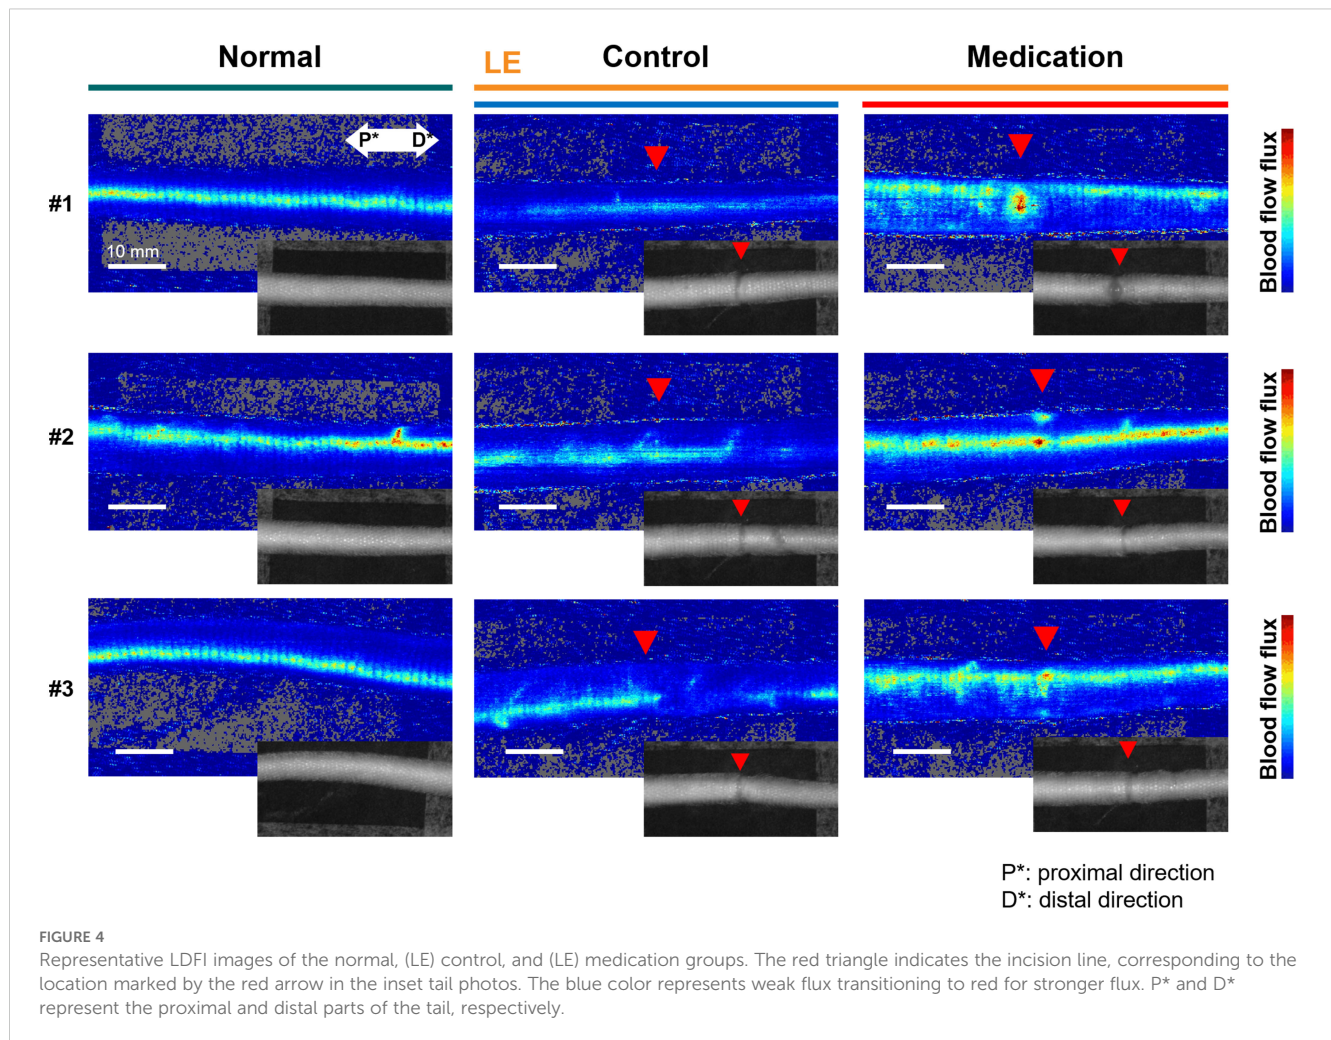 Normal
LE
Control
Medication
P*
D*
#1
10 mm
Blood flow flux
#2
Blood flow flux
#3
Blood flow flux
P*: proximal direction
D*: distal direction
FIGURE 4
Representative LDFI images of the normal, (LE) control, and (LE) medication groups. The red triangle indicates the incision line, corresponding to the
location marked by the red arrow in the inset tail photos. The blue color represents weak flux transitioning to red for stronger flux. P* and D*
represent the proximal and distal parts of the tail, respectively.